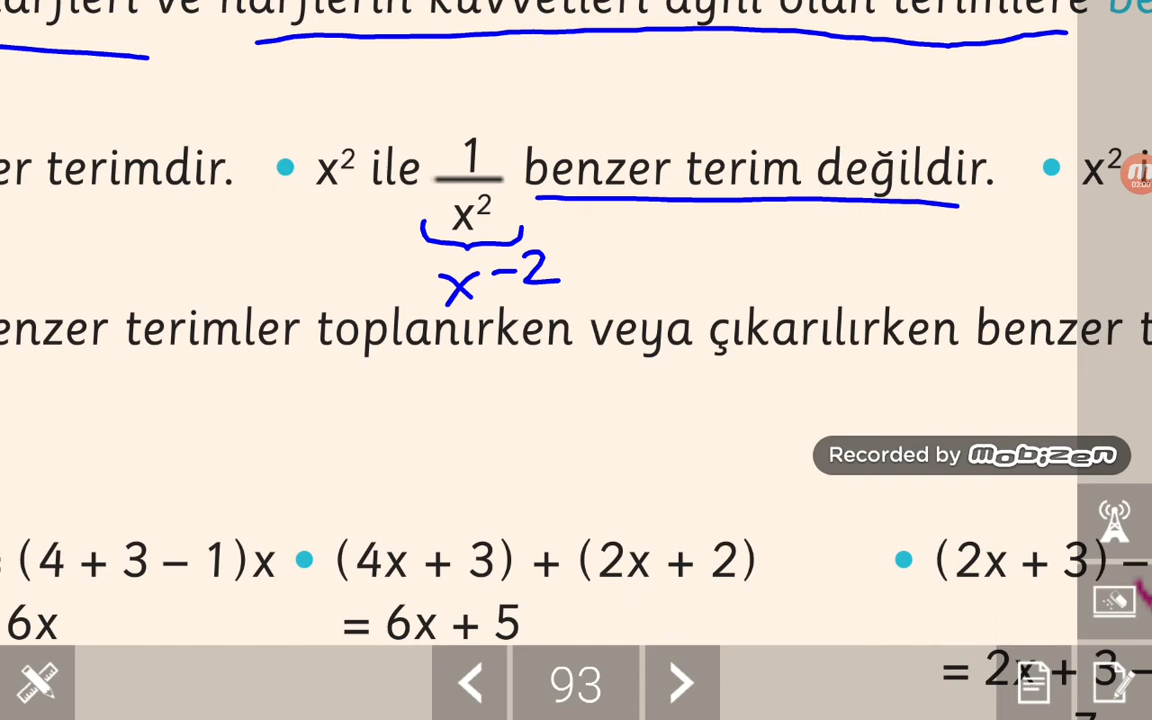 ve harflerin kuvvetleri aynı olan terimlere be
er terimdir. • x² ile 1/x² benzer terim değildir. • x² i
x⁻²
enzer terimler toplanırken veya çıkarılırken benzer t
Recorded by mobizen
= (4 + 3 – 1)x • (4x + 3) + (2x + 2) • (2x + 3) –
6x = 6x + 5
= 2x + 3 –
93